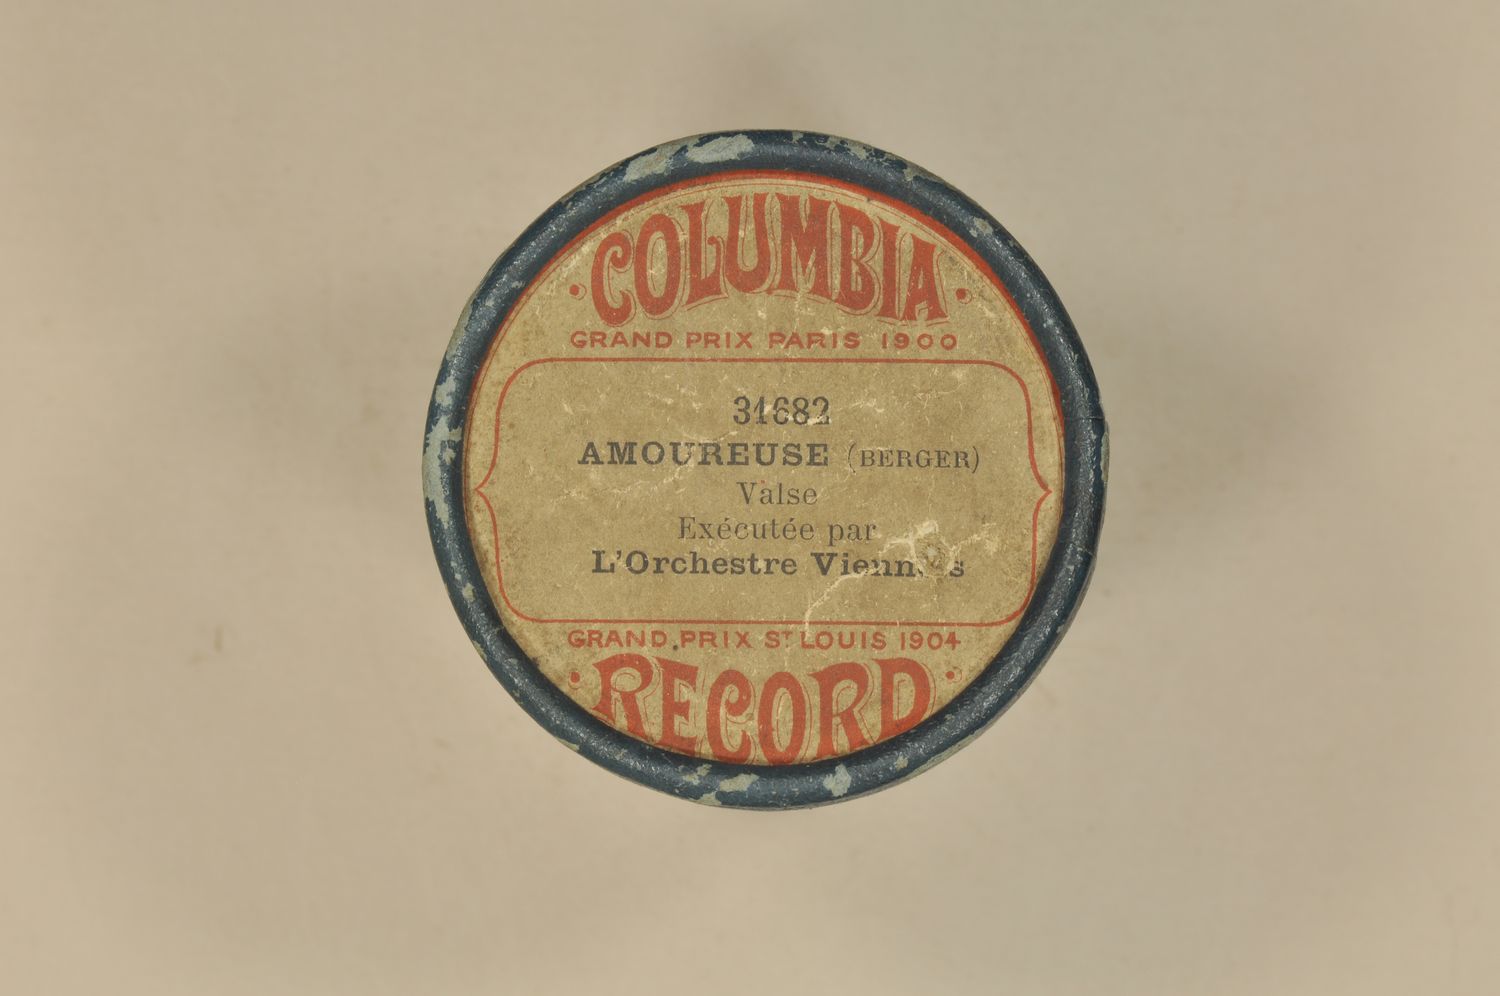 COLUMBIA
GRAND PRIX PARIS 1900
31682
AMOUREUSE (BERGER)
Valse
Exécutée par
L'Orchestre
GRAND PRIX ST LOUIS 1904
RECORD